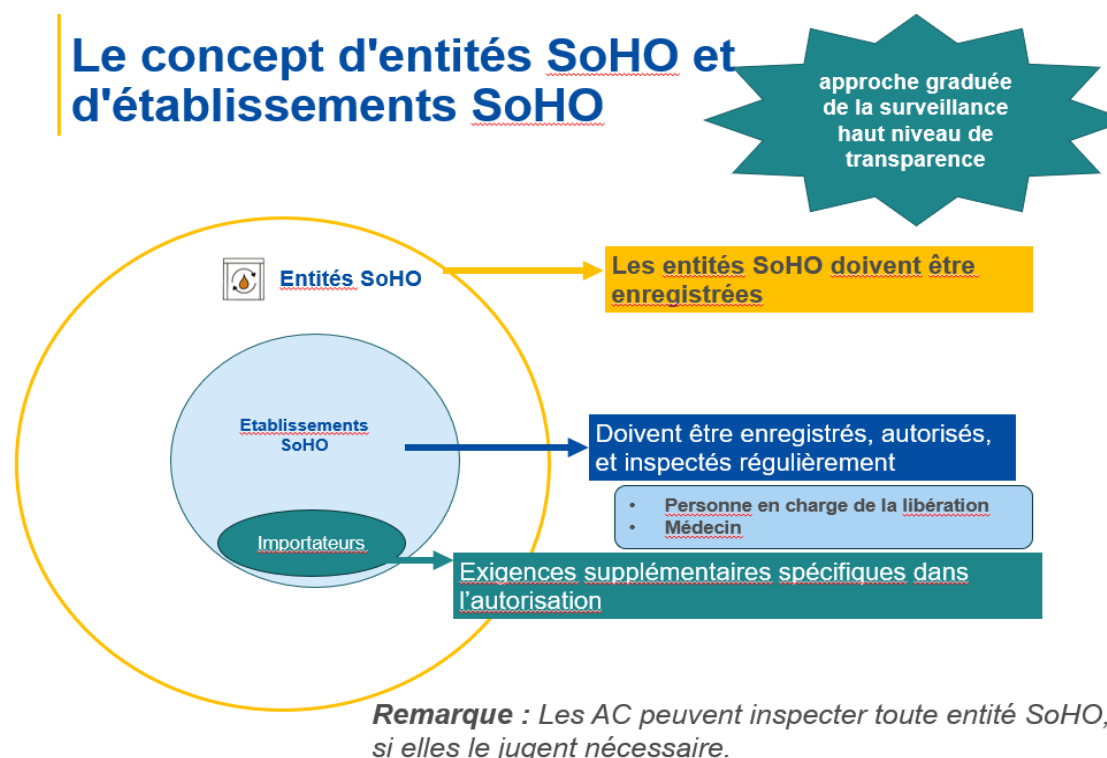 Le concept d'entités SoHO et
d'établissements SoHO
approche graduée
de la surveillance
haut niveau de
transparence
Entités SoHO
Les entités SoHO doivent être
enregistrées
Etablissements
SoHO
Doivent être enregistrés, autorisés,
et inspectés régulièrement
• Personne en charge de la libération
• Médecin
Importateurs
Exigences supplémentaires spécifiques dans
l'autorisation
Remarque : Les AC peuvent inspecter toute entité SoHO,
si elles le jugent nécessaire.